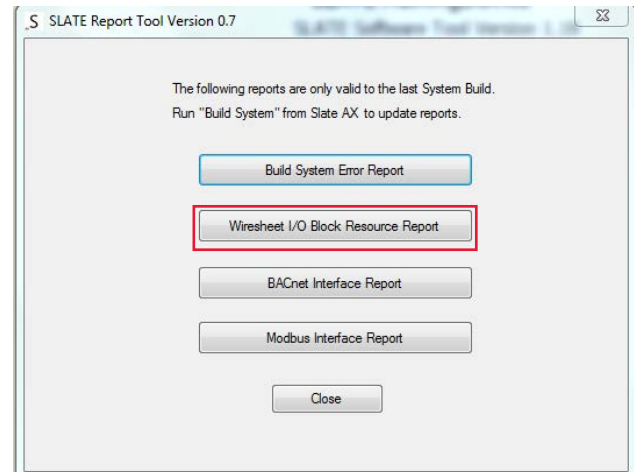 S SLATE Report Tool Version 0.7
The following reports are only valid to the last System Build.
Run "Build System" from Slate AX to update reports.
Build System Error Report
Wiresheet I/O Block Resource Report
BACnet Interface Report
Modbus Interface Report
Close